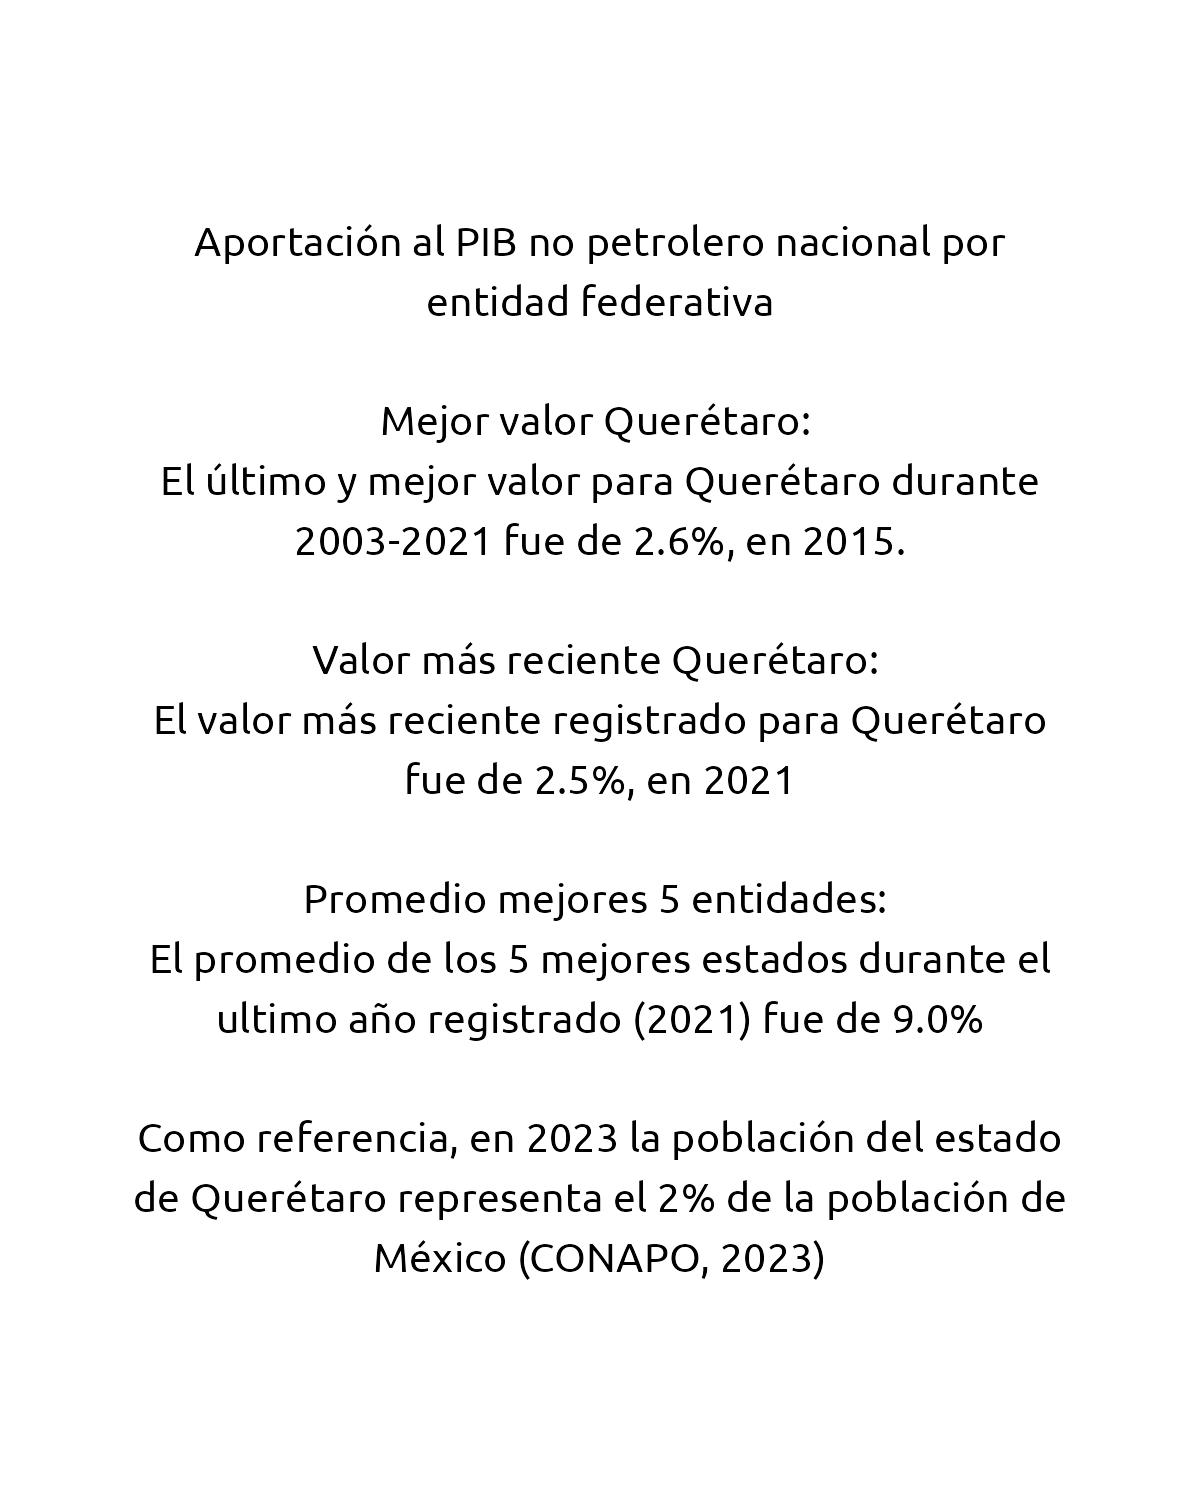 Aportación al PIB no petrolero nacional por
entidad federativa
Mejor valor Querétaro:
El último y mejor valor para Querétaro durante
2003-2021 fue de 2.6%, en 2015.
Valor más reciente Querétaro:
El valor más reciente registrado para Querétaro
fue de 2.5%, en 2021
Promedio mejores 5 entidades:
El promedio de los 5 mejores estados durante el
ultimo año registrado (2021) fue de 9.0%
Como referencia, en 2023 la población del estado
de Querétaro representa el 2% de la población de
México (CONAPO, 2023)